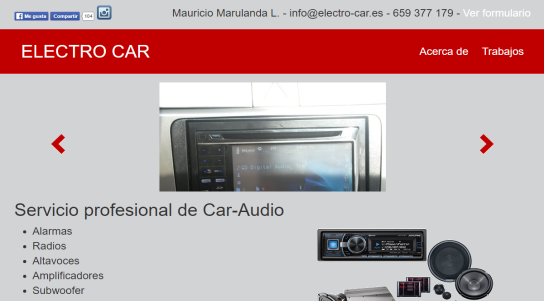 Me gusta Compartir 104
Mauricio Marulanda L. - info@electro-car.es - 659 377 179 - Ver formulario
ELECTRO CAR
Acerca de Trabajos
Servicio profesional de Car-Audio
Alarmas
Radios
Altavoces
Amplificadores
Subwoofer